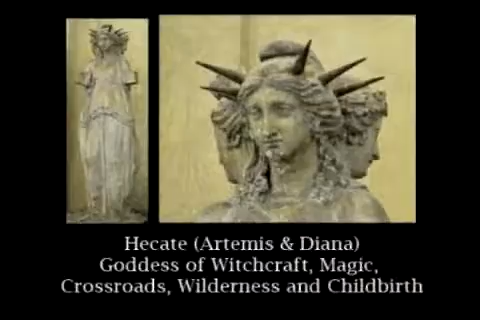 Hecate (Artemis & Diana)
Goddess of Witchcraft, Magic,
Crossroads, Wilderness and Childbirth